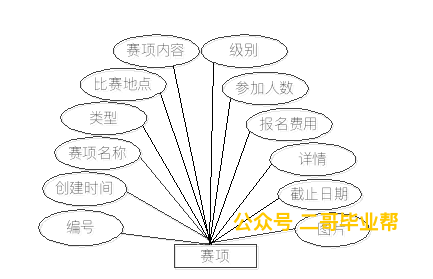 赛项内容
级别
比赛地点
参加人数
类型
报名费用
赛项名称
详情
创建时间
截止日期
编号
公众号 二哥毕业帮
赛项